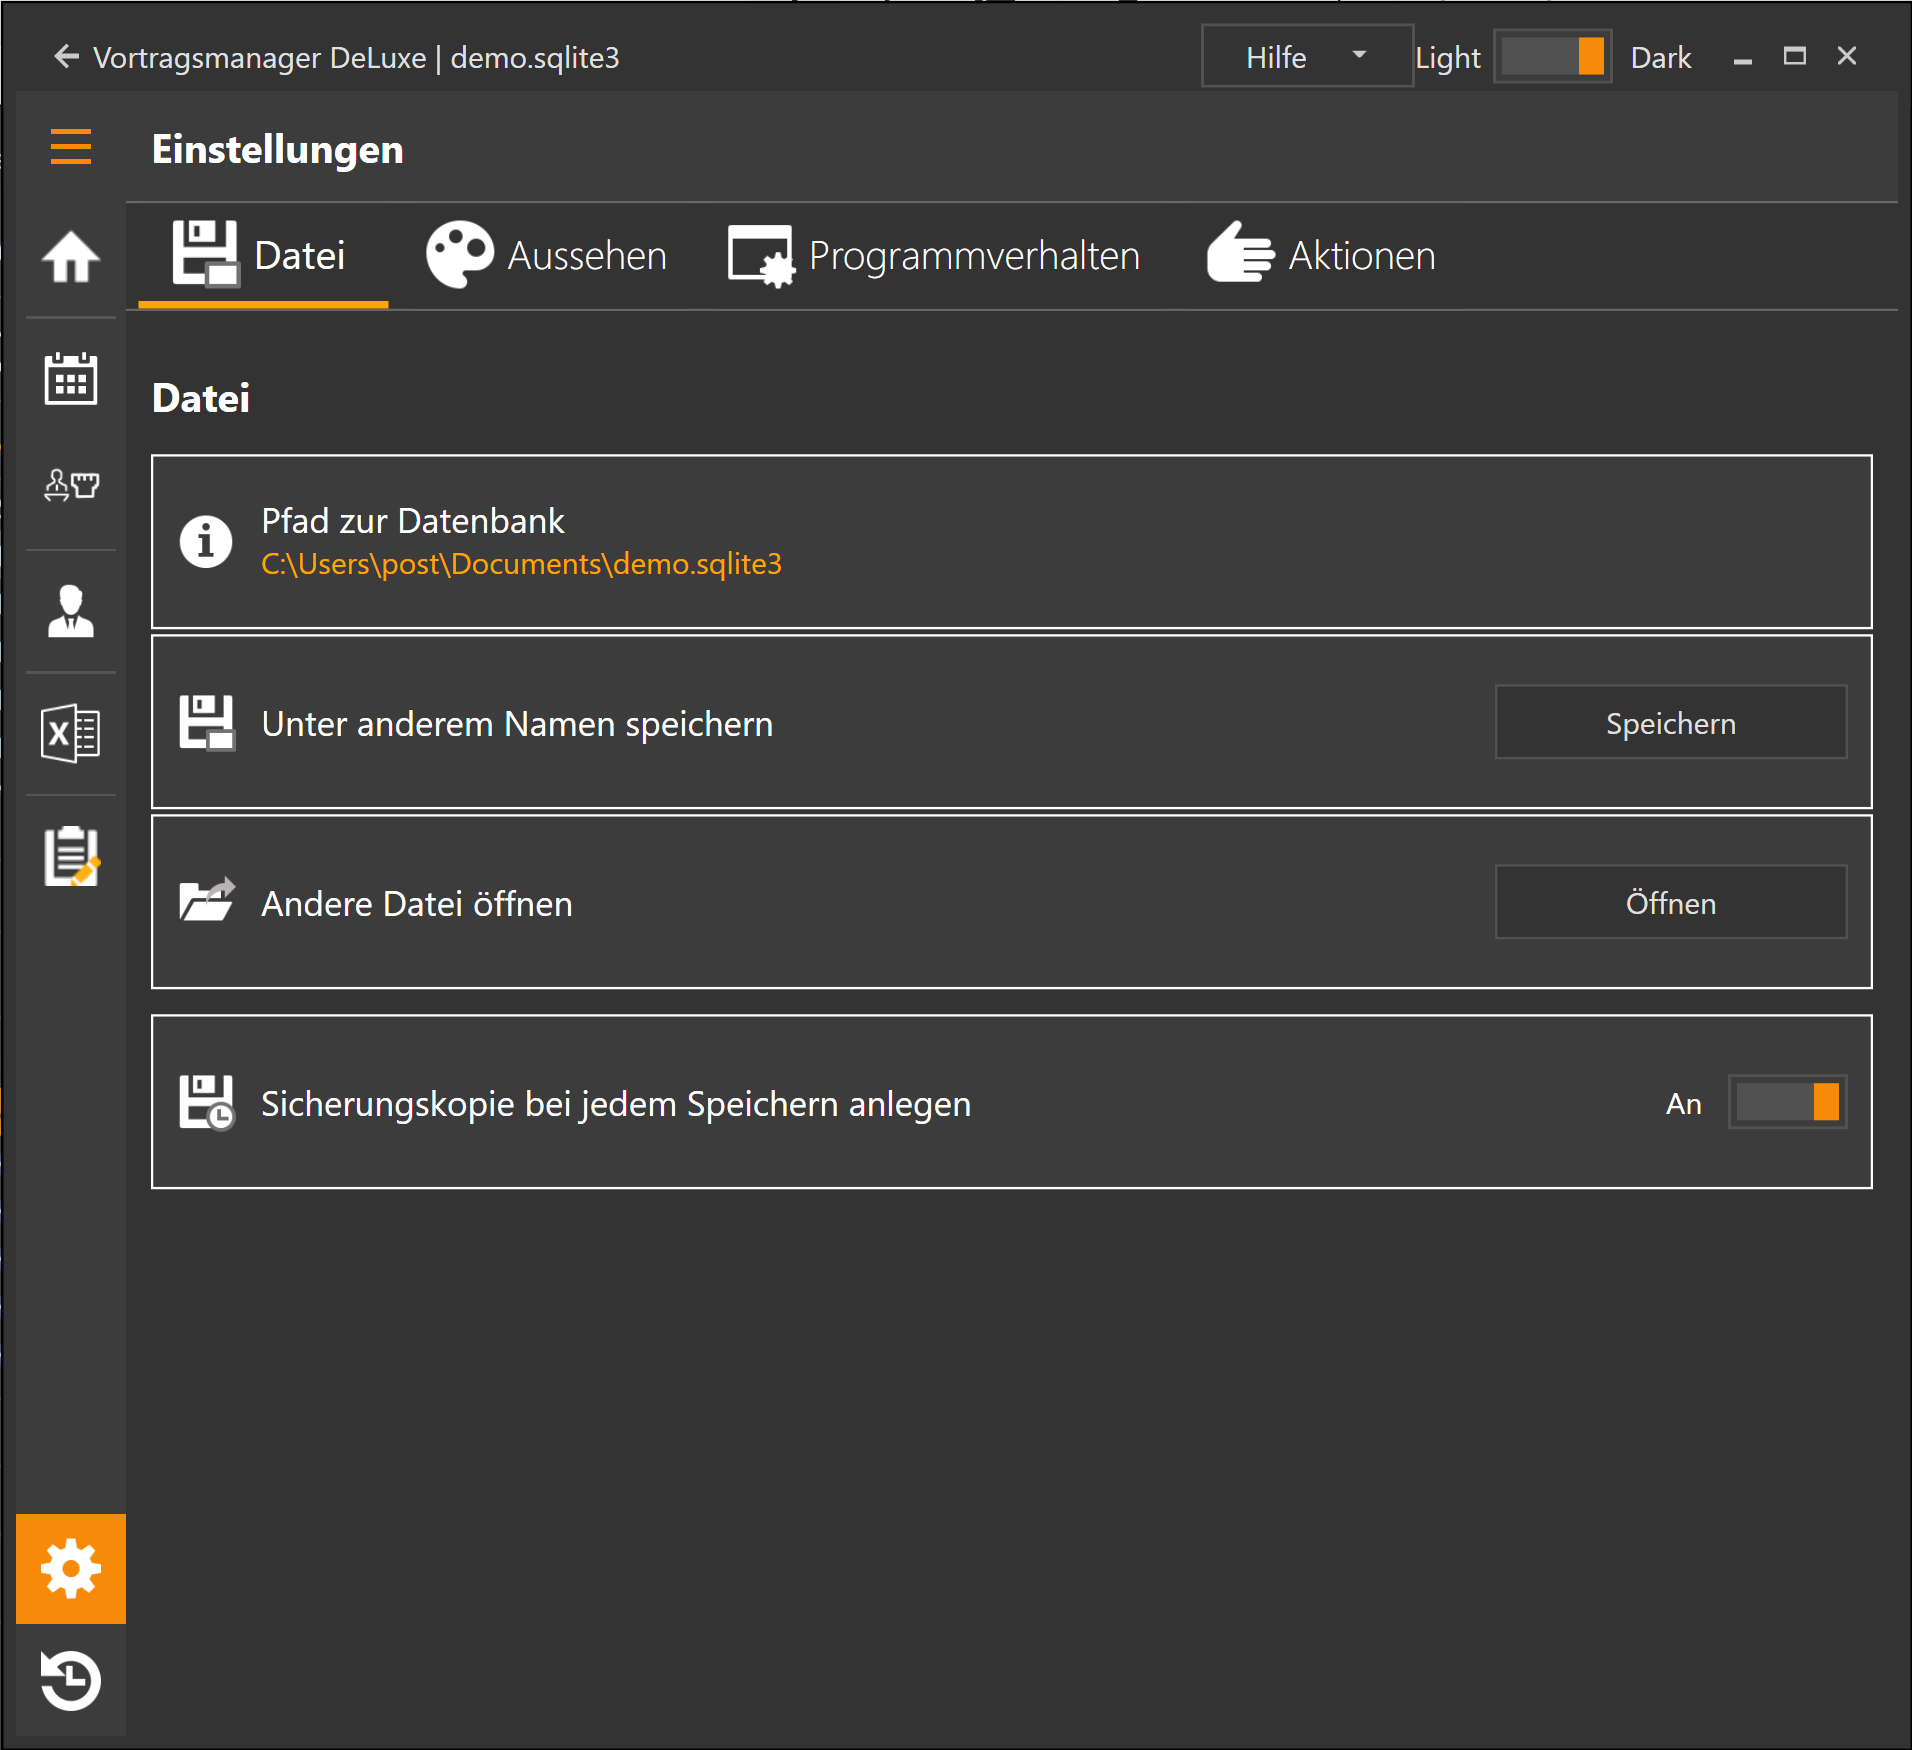 Vortragsmanager DeLuxe | demo.sqlite3
Hilfe
Light
Dark
Einstellungen
Datei
Aussehen
Programmverhalten
Aktionen
Datei
Pfad zur Datenbank
C:\Users\post\Documents\demo.sqlite3
Unter anderem Namen speichern
Speichern
Andere Datei öffnen
Öffnen
Sicherungskopie bei jedem Speichern anlegen
An